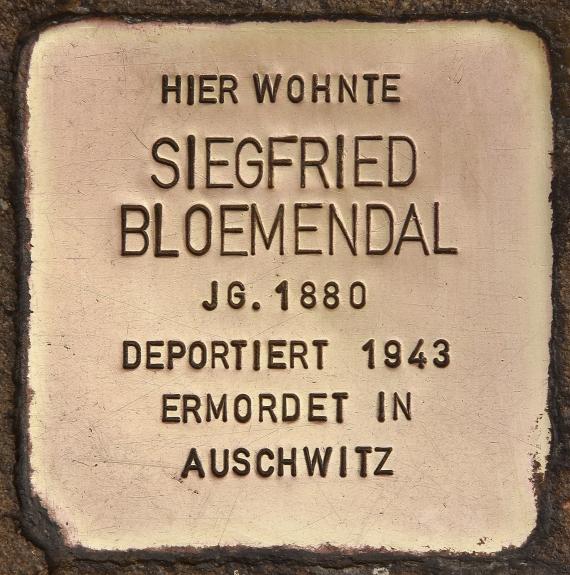 HIER WOHNTE
SIEGFRIED
BLOEMENDAL
JG. 1880
DEPORTIERT 1943
ERMORDET IN
AUSCHWITZ